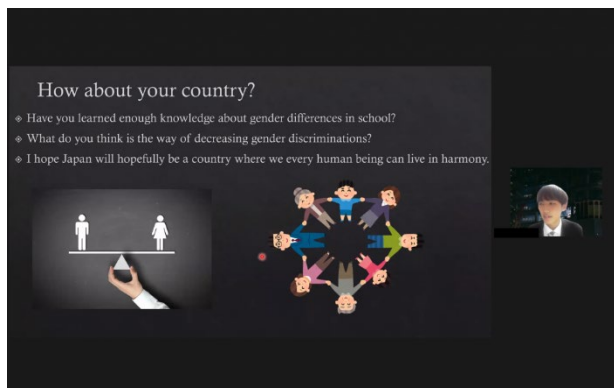 How about your country?
Have you learned enough knowledge about gender differences in school?
What do you think is the way of decreasing gender discriminations?
I hope Japan will hopefully be a country where we every human being can live in harmony.